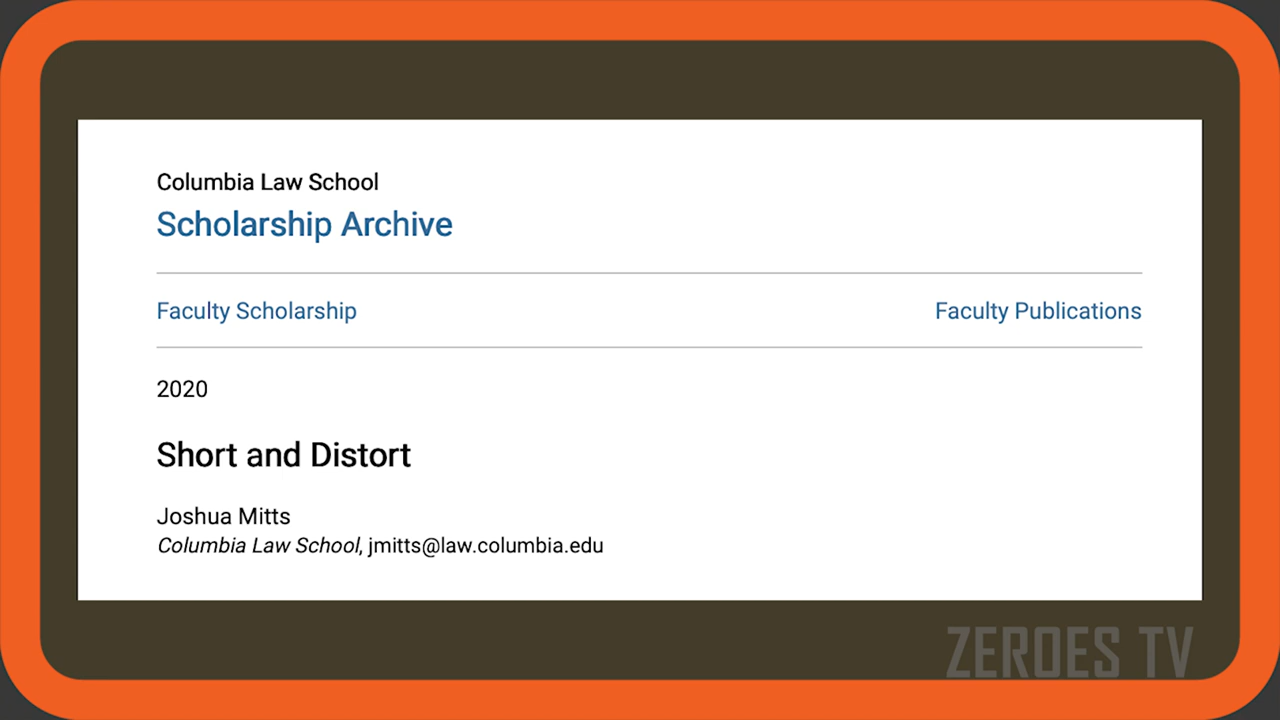 Columbia Law School
Scholarship Archive
Faculty Scholarship Faculty Publications
2020
Short and Distort
Joshua Mitts
Columbia Law School, jmitts@law.columbia.edu
ZEROES TV